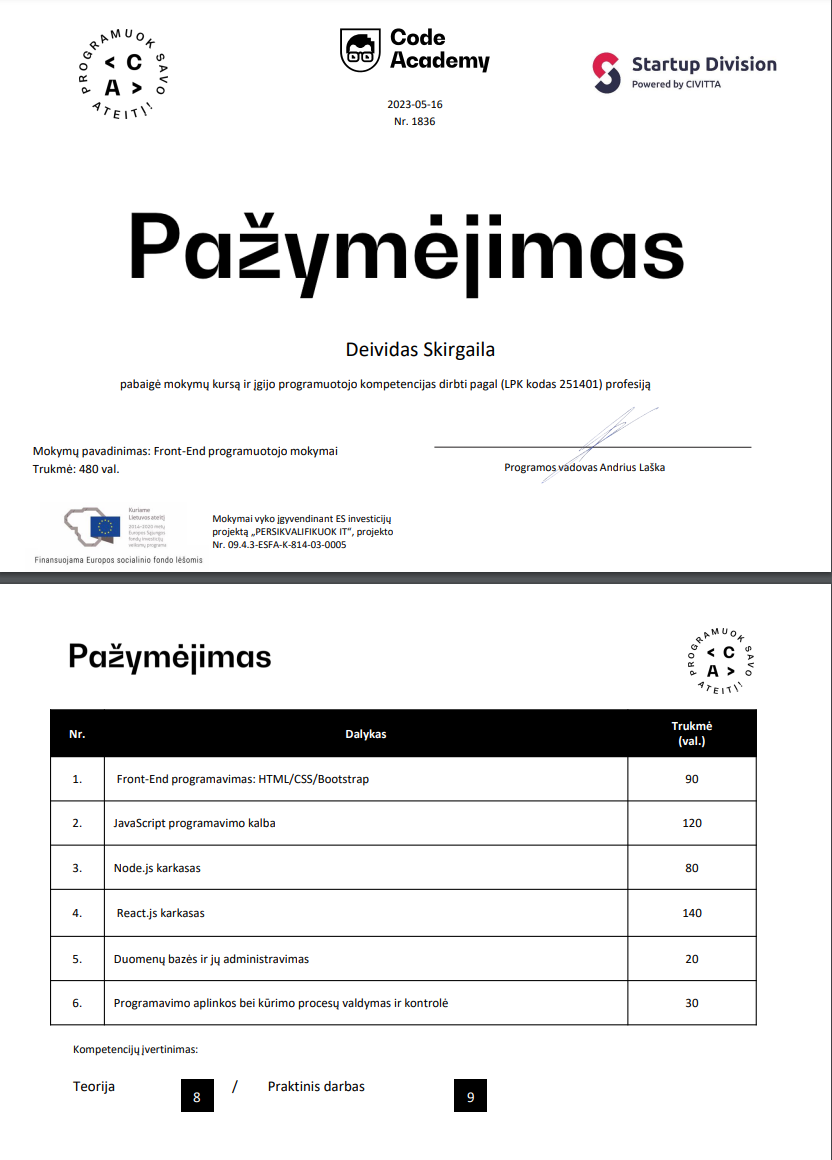 PROGRAMUOK SAVO ATEITĮ!
< C
A >
Code
Academy
Startup Division
Powered by CIVITTA
2023-05-16
Nr. 1836
Pažymėjimas
Deividas Skirgaila
pabaigė mokymų kursą ir įgijo programuotojo kompetencijas dirbti pagal (LPK kodas 251401) profesiją
Mokymų pavadinimas: Front-End programuotojo mokymai
Trukmė: 480 val.
Programos vadovas Andrius Laška
Kuriame
Lietuvos ateitį
2014-2020 metų
Europos Sąjungos
fondų investicijų
veiksmų programa
Finansuojama Europos socialinio fondo lėšomis
Mokymai vyko įgyvendinant ES investicijų
projektą „PERSIKVALIFIKUOK IT“, projekto
Nr. 09.4.3-ESFA-K-814-03-0005
Pažymėjimas
PROGRAMUOK SAVO ATEITĮ!
< C
A >
Nr. Dalykas Trukmė
(val.)
1. Front-End programavimas: HTML/CSS/Bootstrap 90
2. JavaScript programavimo kalba 120
3. Node.js karkasas 80
4. React.js karkasas 140
5. Duomenų bazės ir jų administravimas 20
6. Programavimo aplinkos bei kūrimo procesų valdymas ir kontrolė 30
Kompetencijų įvertinimas:
Teorija 8 / Praktinis darbas 9